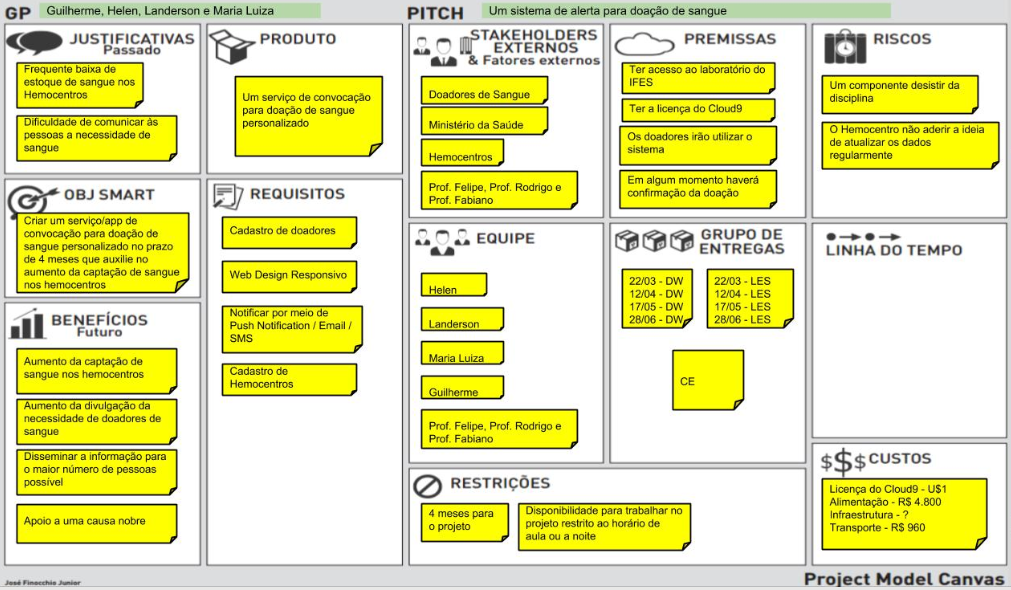 GP
Guilherme, Helen, Landerson e Maria Luiza
PITCH
Um sistema de alerta para doação de sangue
JUSTIFICATIVAS
Passado
Frequente baixa de
estoque de sangue nos
Hemocentros
Dificuldade de comunicar às
pessoas a necessidade de
sangue
OBJ SMART
Criar um serviço/app de
convocação para doação de
sangue personalizado no prazo
de 4 meses que auxilie no
aumento da captação de sangue
nos hemocentros
BENEFÍCIOS
Futuro
Aumento da captação de
sangue nos hemocentros
Aumento da divulgação da
necessidade de doadores de
sangue
Disseminar a informação para
o maior número de pessoas
possível
Apoio a uma causa nobre
PRODUTO
Um serviço de convocação
para doação de sangue
personalizado
REQUISITOS
Cadastro de doadores
Web Design Responsivo
Notificar por meio de
Push Notification / Email /
SMS
Cadastro de
Hemocentros
STAKEHOLDERS
EXTERNOS
& Fatores externos
Doadores de Sangue
Ministério da Saúde
Hemocentros
Prof. Felipe, Prof. Rodrigo e
Prof. Fabiano
EQUIPE
Helen
Landerson
Maria Luiza
Guilherme
Prof. Felipe, Prof. Rodrigo e
Prof. Fabiano
PREMISSAS
Ter acesso ao laboratório do
IFES
Ter a licença do Cloud9
Os doadores irão utilizar o
sistema
Em algum momento haverá
confirmação da doação
GRUPO DE
ENTREGAS
22/03 - DW
12/04 - DW
17/05 - DW
28/06 - DW
22/03 - LES
12/04 - LES
17/05 - LES
28/06 - LES
CE
RESTRIÇÕES
4 meses para
o projeto
Disponibilidade para trabalhar no
projeto restrito ao horário de
aula ou a noite
RISCOS
Um componente desistir da
disciplina
O Hemocentro não aderir a ideia
de atualizar os dados
regularmente
LINHA DO TEMPO
$$$ CUSTOS
Licença do Cloud9 - U$1
Alimentação - R$ 4.800
Infraestrutura - ?
Transporte - R$ 960
José Finocchio Junior
Project Model Canvas